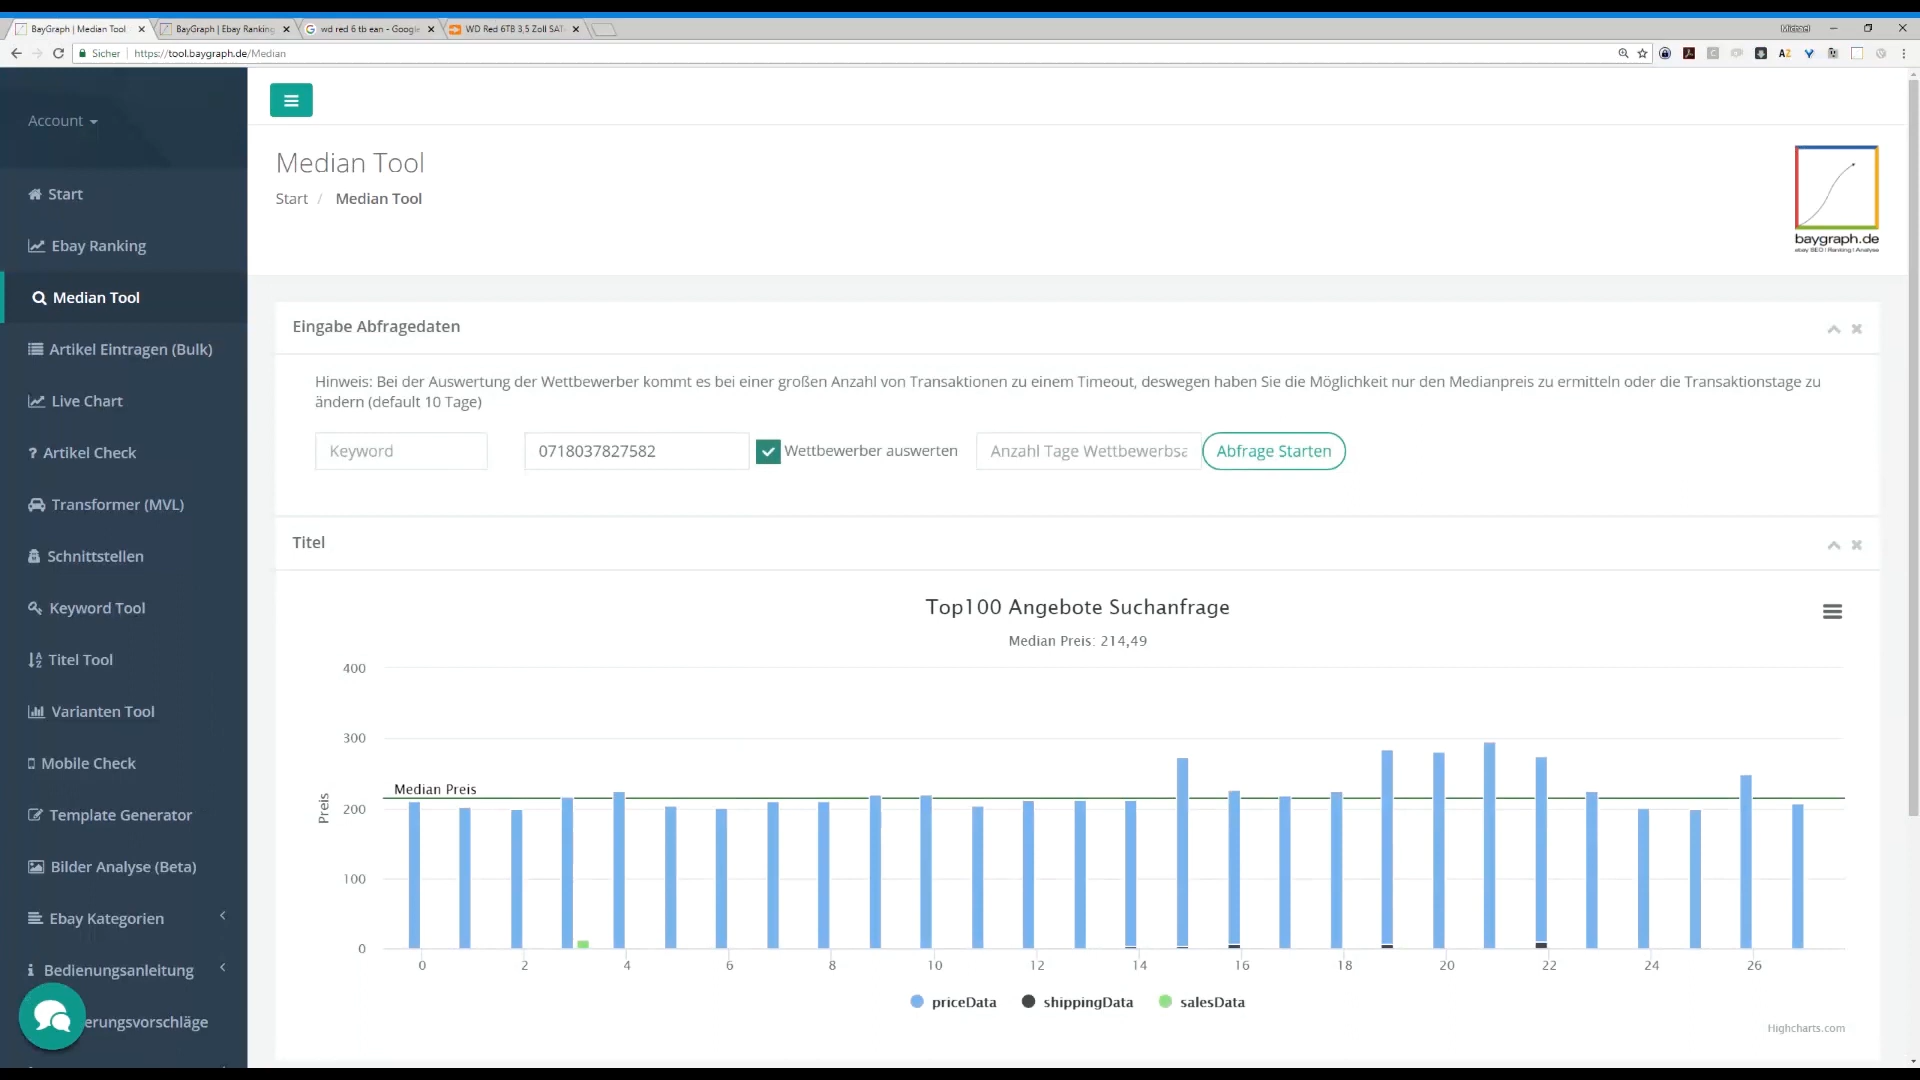 BayGraph | Median Tool
BayGraph | Ebay Ranking
wd red 6 tb ean - Google
WD Red 6TB 3,5 Zoll SAT
Michael
Sicher
https://tool.baygraph.de/Median
Account
Start
Ebay Ranking
Median Tool
Artikel Eintragen (Bulk)
Live Chart
Artikel Check
Transformer (MVL)
Schnittstellen
Keyword Tool
Titel Tool
Varianten Tool
Mobile Check
Template Generator
Bilder Analyse (Beta)
Ebay Kategorien
Bedienungsanleitung
erungsvorschläge
Median Tool
Start / Median Tool
baygraph.de
ebay SEO | Ranking | Analyse
Eingabe Abfragedaten
Hinweis: Bei der Auswertung der Wettbewerber kommt es bei einer großen Anzahl von Transaktionen zu einem Timeout, deswegen haben Sie die Möglichkeit nur den Medianpreis zu ermitteln oder die Transaktionstage zu
ändern (default 10 Tage)
Keyword
0718037827582
Wettbewerber auswerten
Anzahl Tage Wettbewerbsa
Abfrage Starten
Titel
Top100 Angebote Suchanfrage
Median Preis: 214,49
400
300
200
100
0
Preis
Median Preis
0 2 4 6 8 10 12 14 16 18 20 22 24 26
priceData shippingData salesData
Highcharts.com